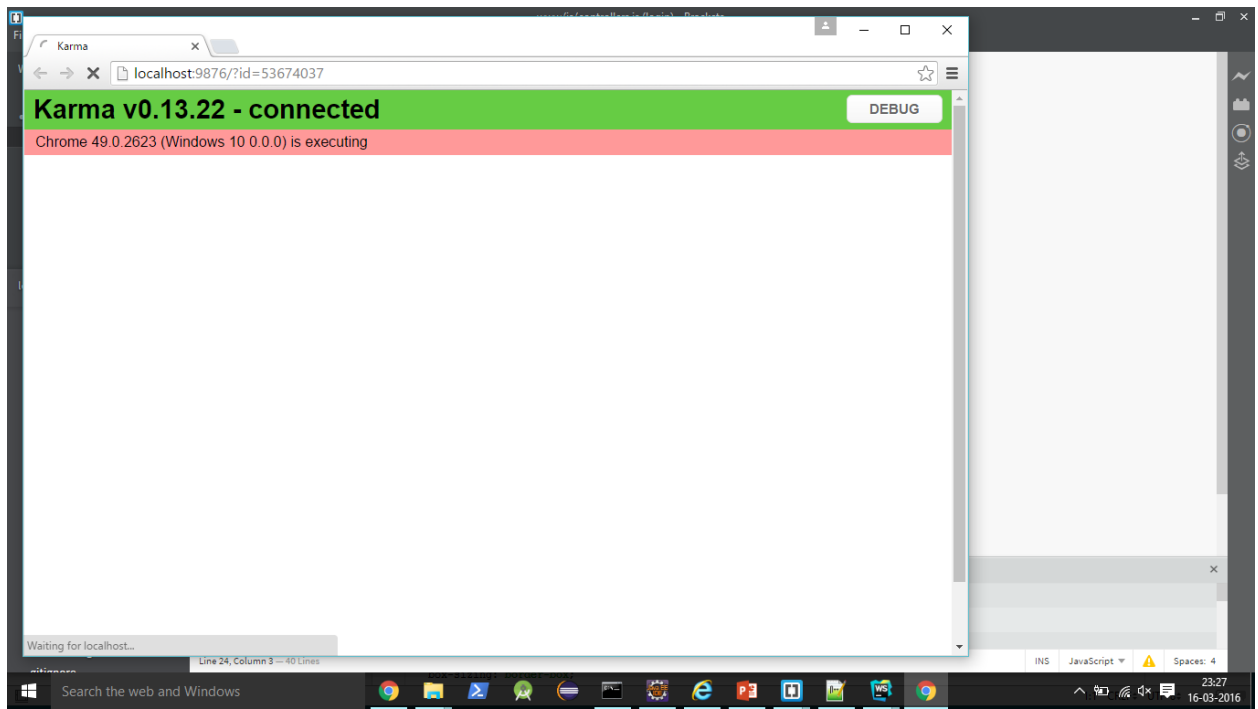 Karma
localhost:9876/?id=53674037
Karma v0.13.22 - connected
DEBUG
Chrome 49.0.2623 (Windows 10 0.0.0) is executing
Waiting for localhost...
Line 24, Column 3 — 40 Lines
INS JavaScript Spaces: 4
Search the web and Windows
23:27
16-03-2016